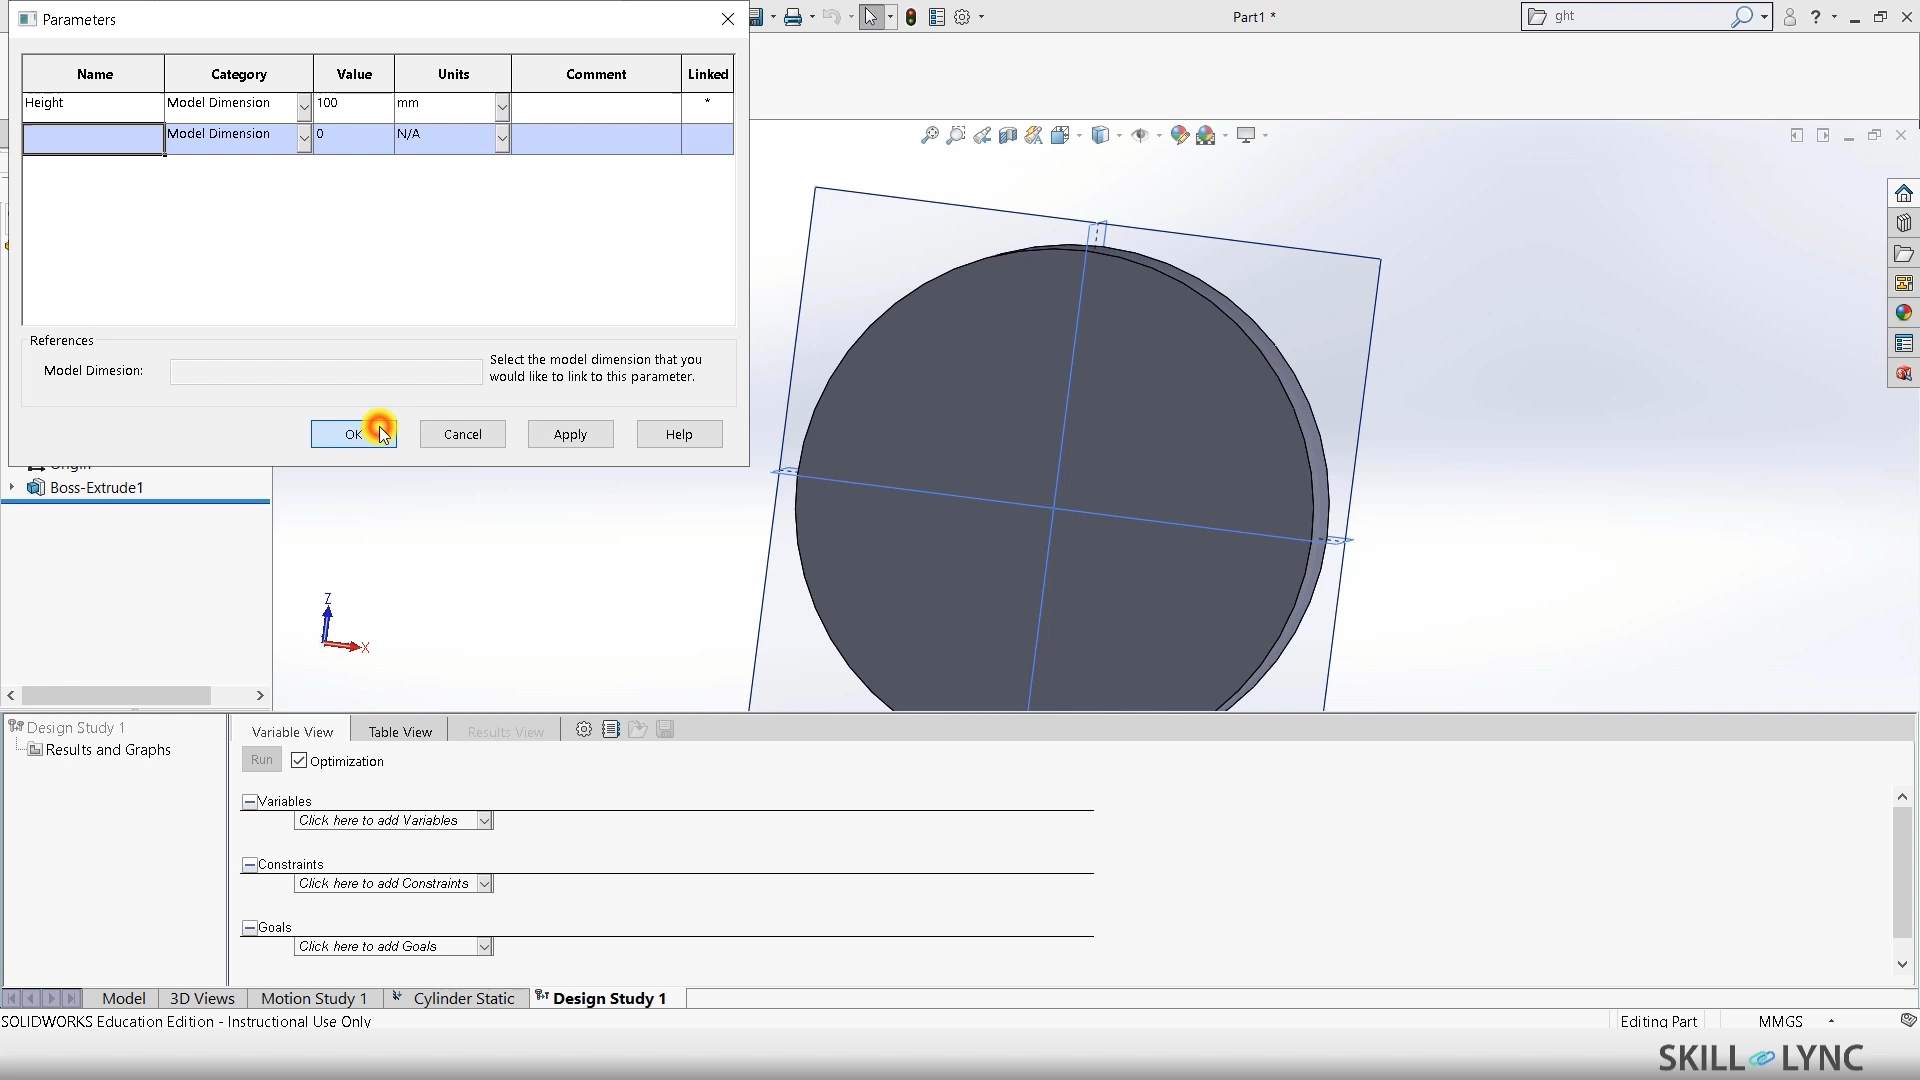 Parameters
Part1 *
ght
?
Name Category Value Units Comment Linked
Height Model Dimension 100 mm *
Model Dimension 0 N/A
References
Model Dimesion:
Select the model dimension that you
would like to link to this parameter.
OK Cancel Apply Help
Origin
Boss-Extrude1
Z
X
Design Study 1
Results and Graphs
Variable View Table View Results View
Run Optimization
Variables
Click here to add Variables
Constraints
Click here to add Constraints
Goals
Click here to add Goals
Model 3D Views Motion Study 1 Cylinder Static Design Study 1
SOLIDWORKS Education Edition - Instructional Use Only
Editing Part MMGS
SKILL LYNC